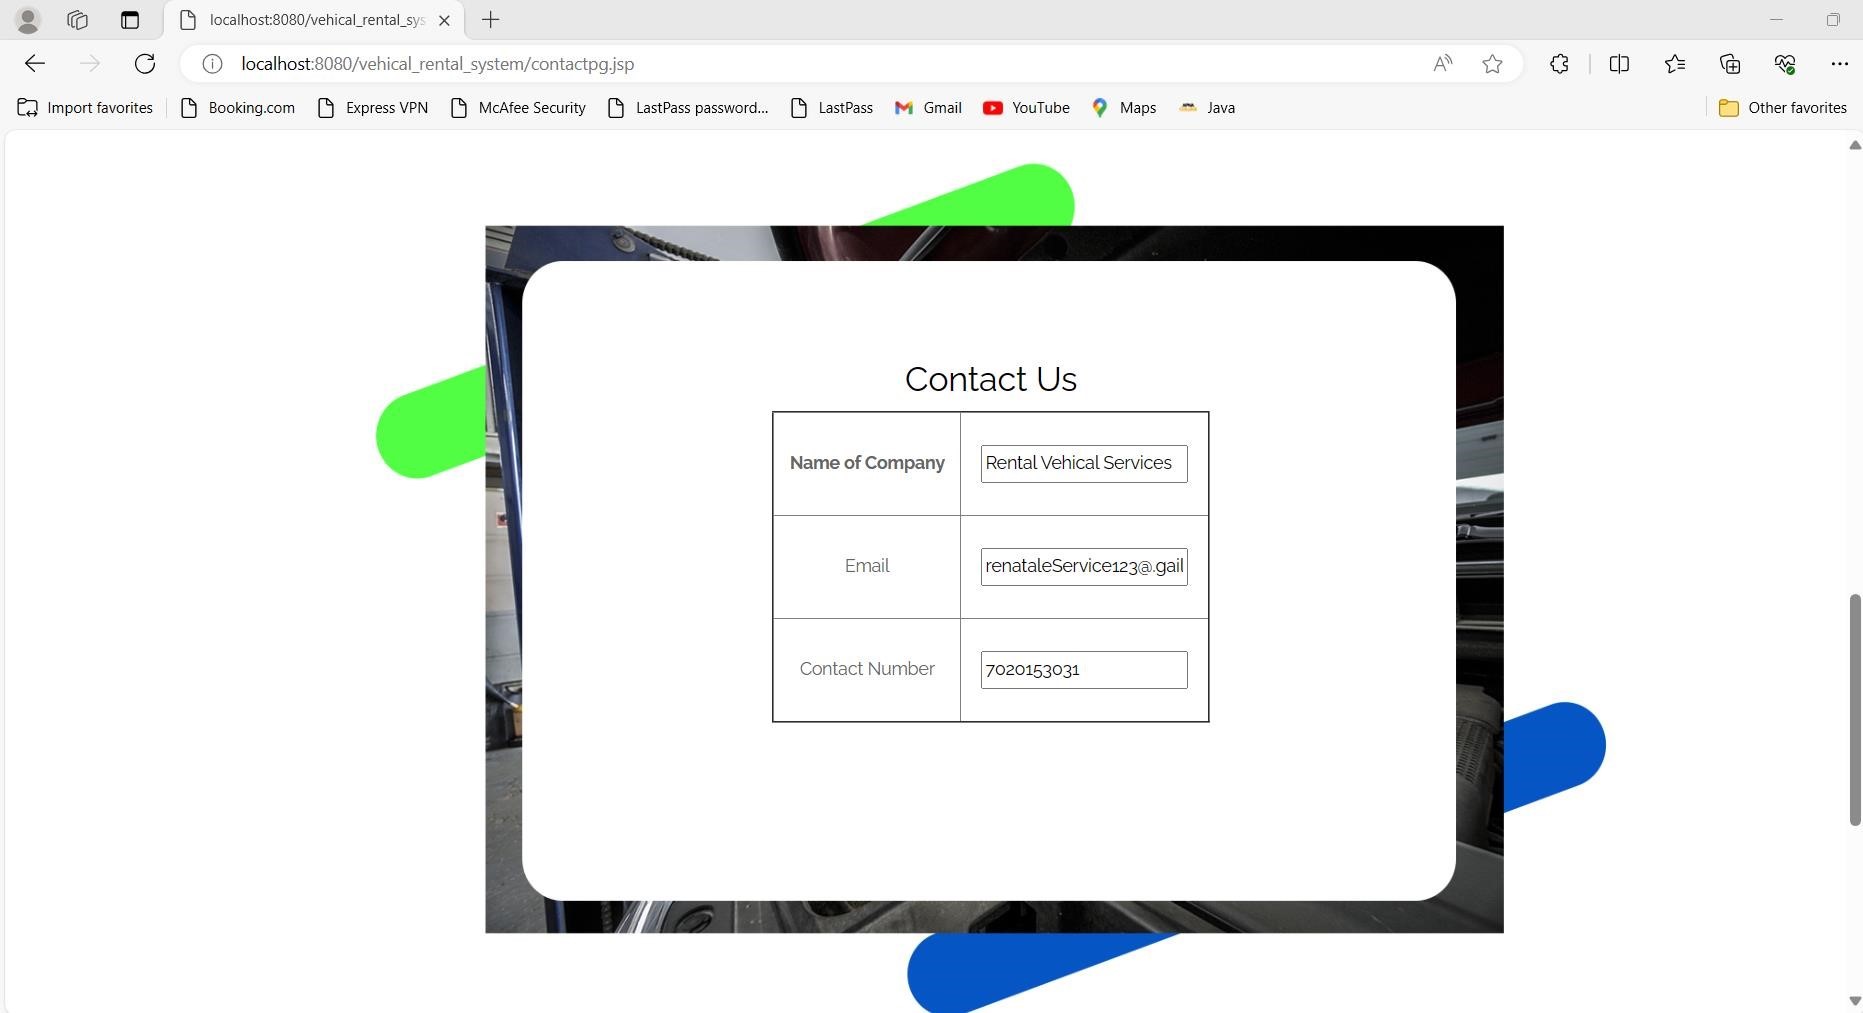 localhost:8080/vehical_rental_sys
localhost:8080/vehical_rental_system/contactpg.jsp
Import favorites Booking.com Express VPN McAfee Security LastPass password... LastPass Gmail YouTube Maps Java Other favorites
Contact Us
Name of Company Rental Vehical Services
Email renataleService123@.gail
Contact Number 7020153031